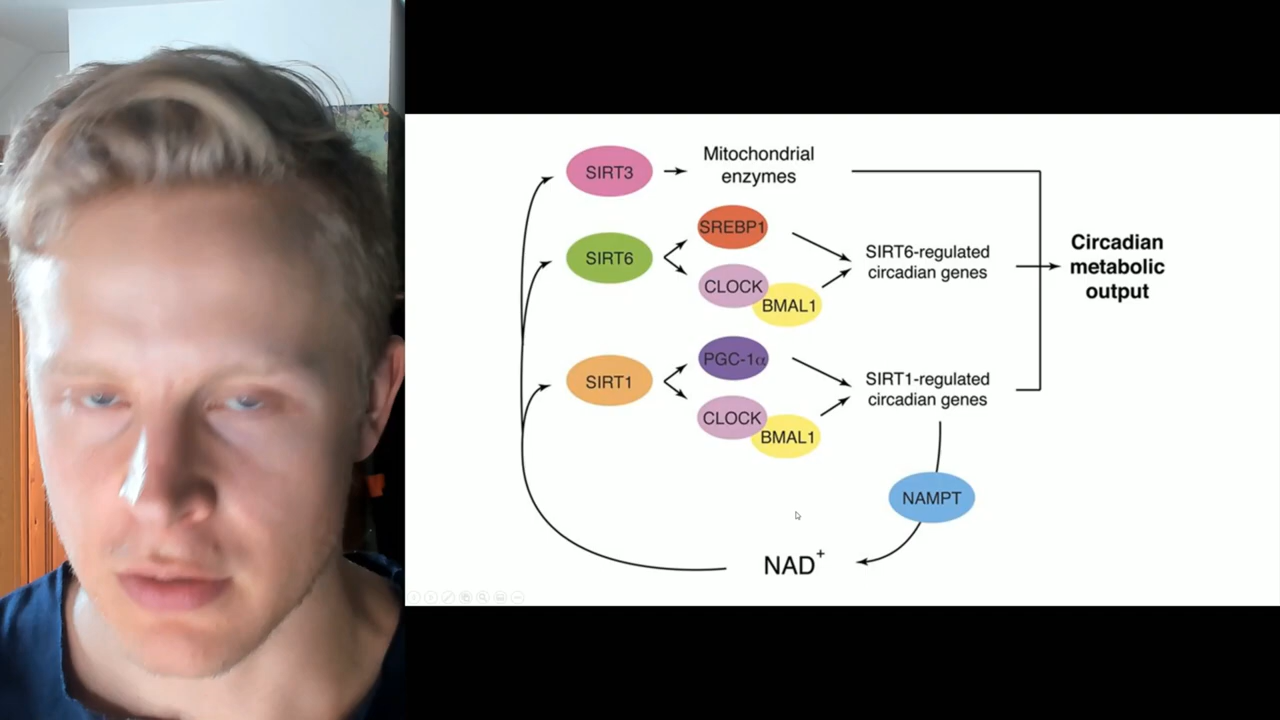 SIRT3
Mitochondrial
enzymes
SREBP1
SIRT6
CLOCK
BMAL1
SIRT6-regulated
circadian genes
Circadian
metabolic
output
PGC-1α
SIRT1
CLOCK
BMAL1
SIRT1-regulated
circadian genes
NAMPT
NAD+